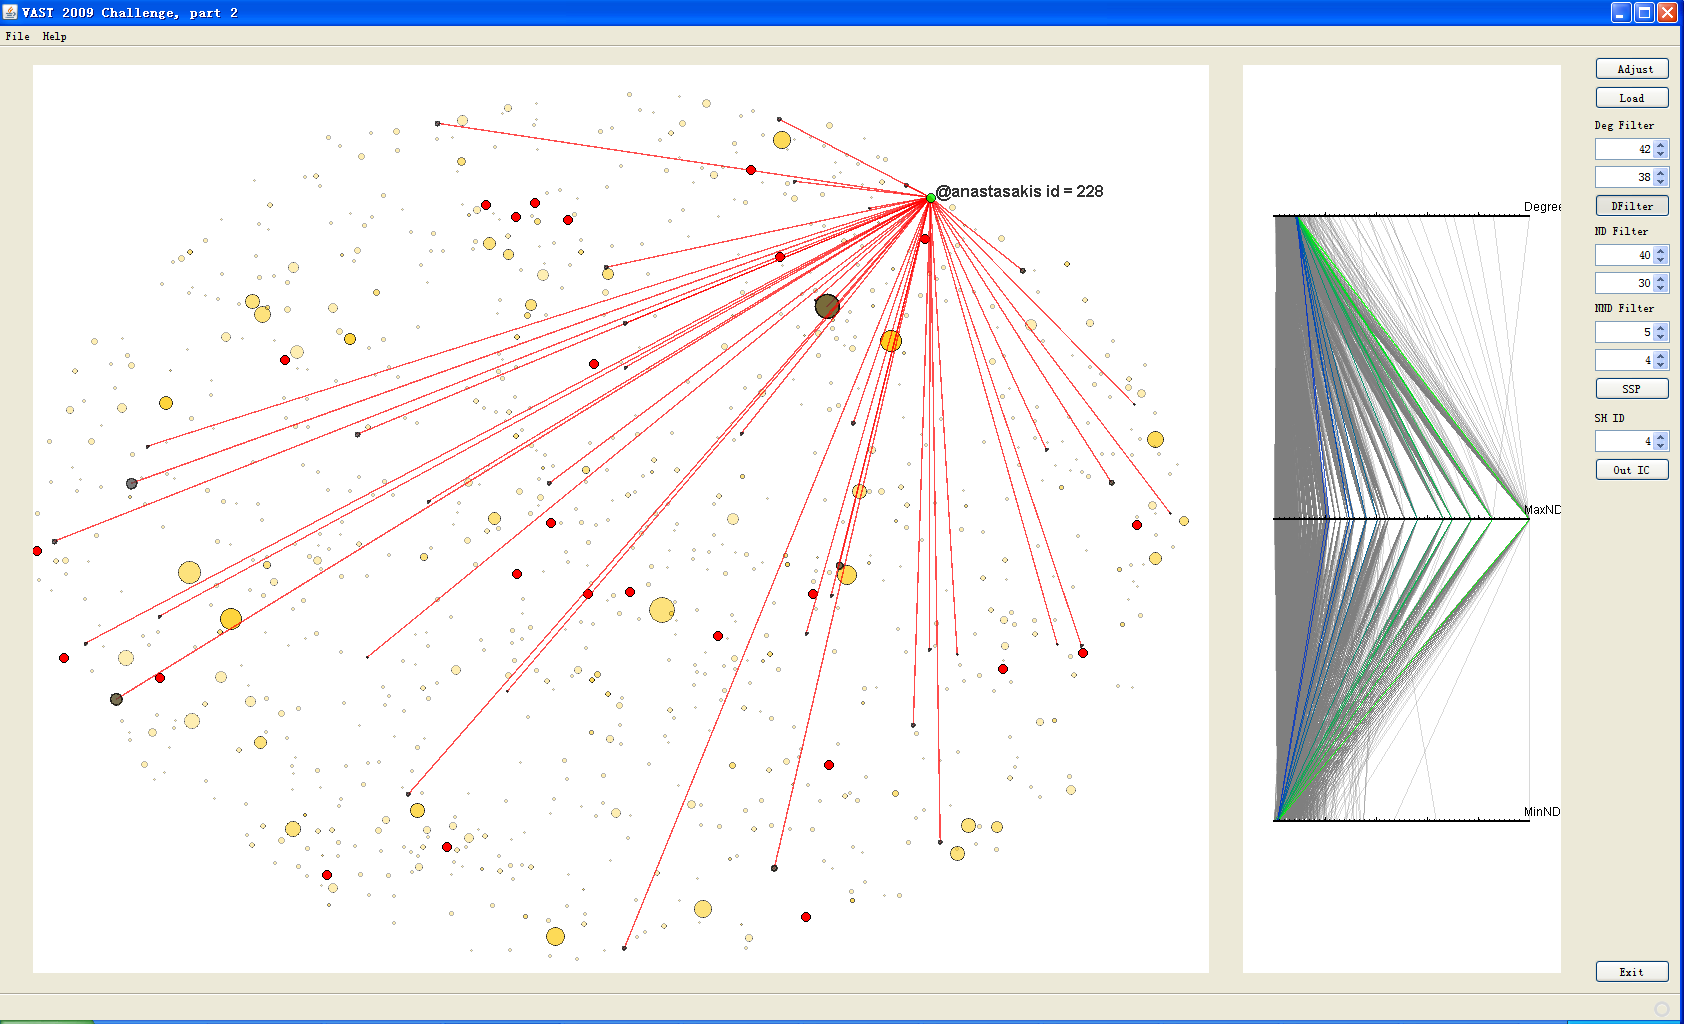 VAST 2009 Challenge, part 2
File Help
@anastasakis id = 228
Degree
MaxND
MinND
Adjust
Load
Deg Filter
42
38
DFilter
ND Filter
40
30
NND Filter
5
4
SSP
SH ID
4
Out IC
Exit